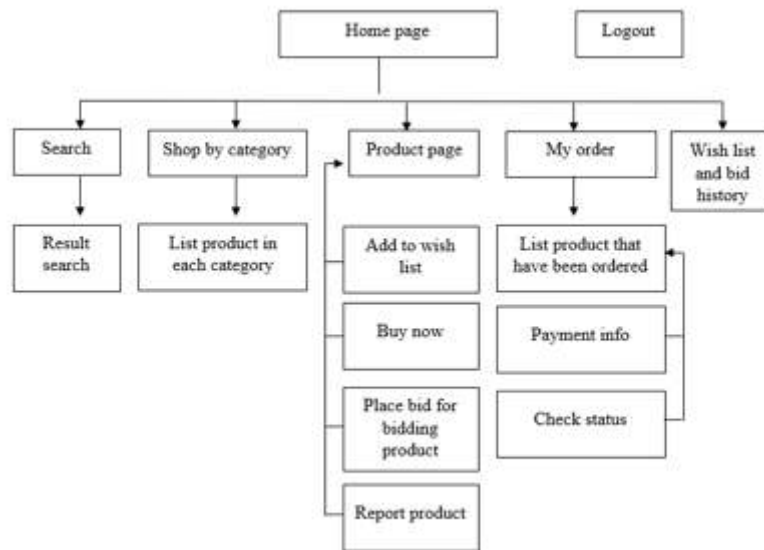 Home page
Logout
Search
Shop by category
Product page
My order
Wish list
and bid
history
Result
search
List product in
each category
Add to wish
list
List product that
have been ordered
Buy now
Payment info
Place bid for
bidding
product
Check status
Report product